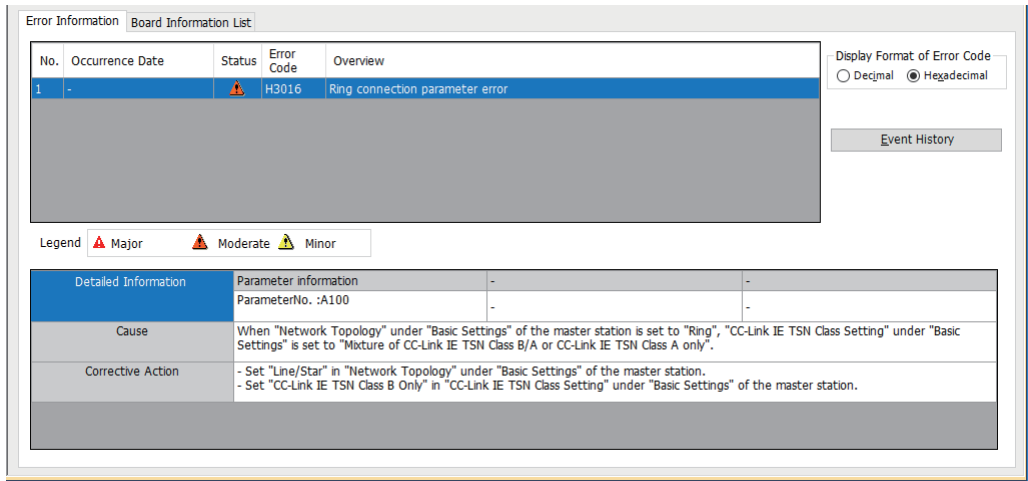 Error Information Board Information List
No. Occurrence Date Status Error Code Overview
1 - H3016 Ring connection parameter error
Display Format of Error Code
Decimal Hexadecimal
Event History
Legend Major Moderate Minor
Detailed Information Parameter information - -
ParameterNo. :A100 - -
Cause When "Network Topology" under "Basic Settings" of the master station is set to "Ring", "CC-Link IE TSN Class Setting" under "Basic
Settings" is set to "Mixture of CC-Link IE TSN Class B/A or CC-Link IE TSN Class A only".
Corrective Action - Set "Line/Star" in "Network Topology" under "Basic Settings" of the master station.
- Set "CC-Link IE TSN Class B Only" in "CC-Link IE TSN Class Setting" under "Basic Settings" of the master station.